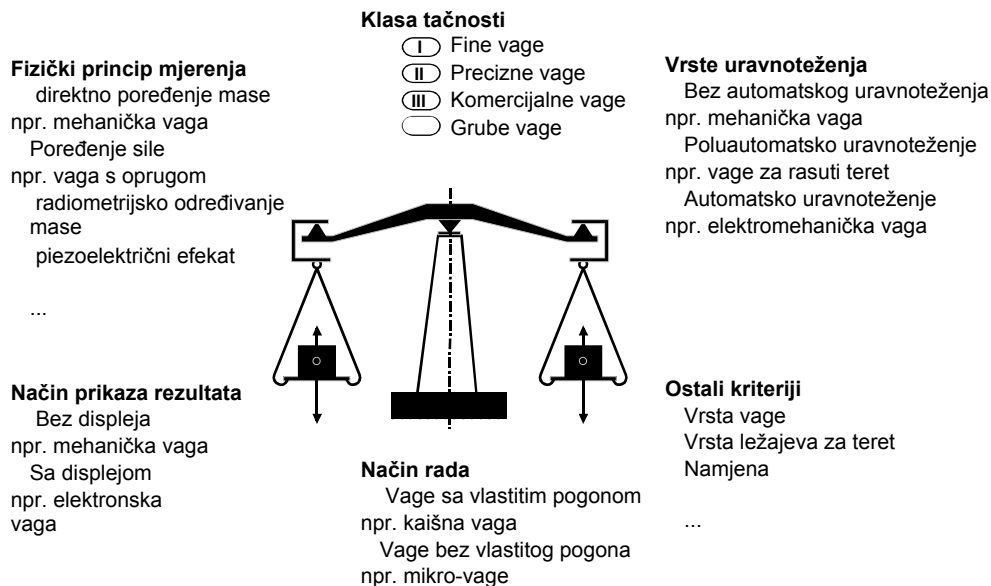 Klasa tačnosti
I Fine vage
II Precizne vage
III Komercijalne vage
Grube vage
Fizički princip mjerenja
direktno poređenje mase
npr. mehanička vaga
Poređenje sile
npr. vaga s oprugom
radiometrijsko određivanje
mase
piezoelektrični efekat
...
Vrste uravnoteženja
Bez automatskog uravnoteženja
npr. mehanička vaga
Poluautomatsko uravnoteženje
npr. vage za rasuti teret
Automatsko uravnoteženje
npr. elektromehanička vaga
Način prikaza rezultata
Bez displeja
npr. mehanička vaga
Sa displejom
npr. elektronska
vaga
Način rada
Vage sa vlastitim pogonom
npr. kaišna vaga
Vage bez vlastitog pogona
npr. mikro-vage
Ostali kriteriji
Vrsta vage
Vrsta ležajeva za teret
Namjena
...